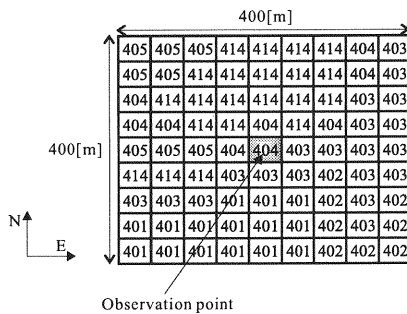 400[m]
405 405 405 414 414 414 414 404 403
405 405 414 414 414 414 414 404 403
404 414 414 414 414 414 414 403 403
404 404 414 414 404 414 404 403 403
400[m]
405 405 405 404 404 403 403 403 403
414 414 414 403 403 403 402 403 402
403 403 403 401 401 401 402 403 402
N
401 401 401 401 401 401 402 403 402
E
401 401 401 401 401 401 402 402 402
Observation point